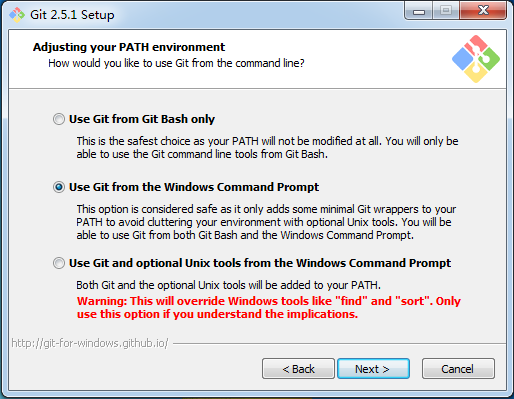 Git 2.5.1 Setup
Adjusting your PATH environment
How would you like to use Git from the command line?
Use Git from Git Bash only
This is the safest choice as your PATH will not be modified at all. You will only be
able to use the Git command line tools from Git Bash.
Use Git from the Windows Command Prompt
This option is considered safe as it only adds some minimal Git wrappers to your
PATH to avoid cluttering your environment with optional Unix tools. You will be
able to use Git from both Git Bash and the Windows Command Prompt.
Use Git and optional Unix tools from the Windows Command Prompt
Both Git and the optional Unix tools will be added to your PATH.
Warning: This will override Windows tools like "find" and "sort". Only
use this option if you understand the implications.
http://git-for-windows.github.io/
< Back
Next >
Cancel